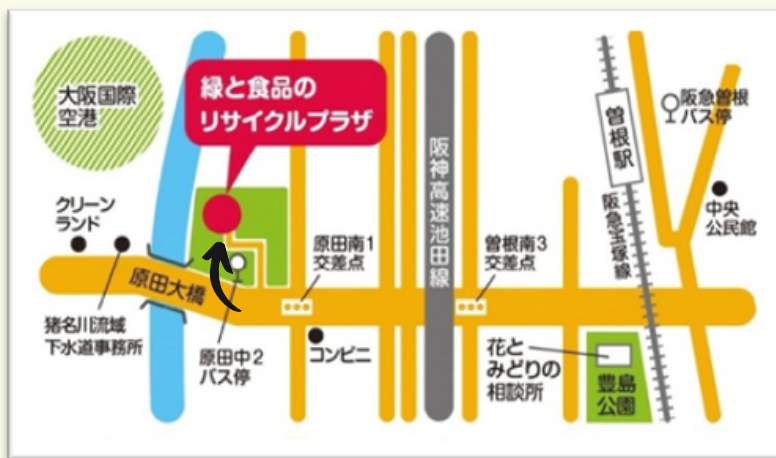 大阪国際
空港
緑と食品の
リサイクルプラザ
クリーン
ランド
原田大橋
猪名川流域
下水道事務所
原田中2
バス停
原田南1
交差点
コンビニ
阪神高速池田線
曽根南3
交差点
花と
みどりの
相談所
豊島
公園
曽根駅
阪急宝塚線
阪急曽根
バス停
中央
公民館